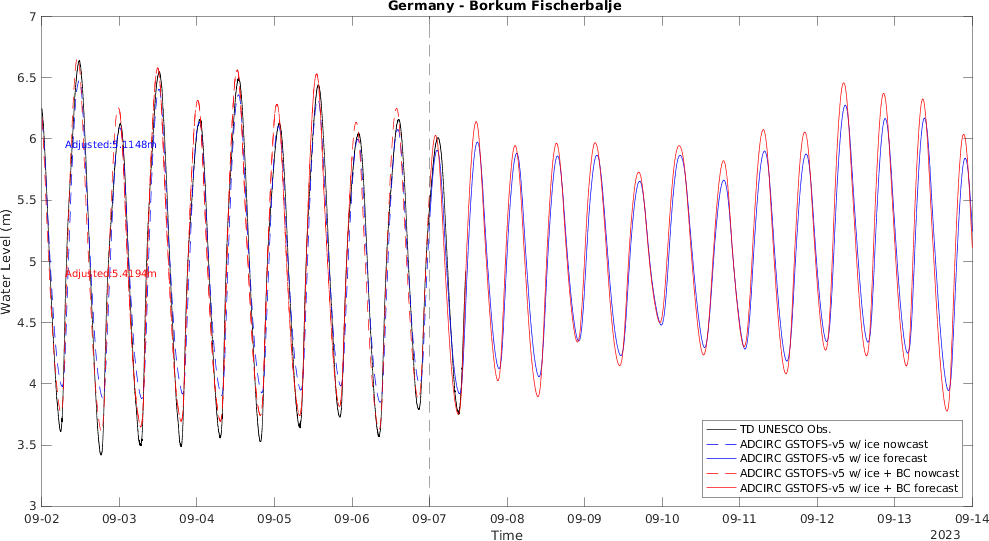 Germany - Borkum Fischerbalje
7
6.5
6
5.5
5
4.5
4
3.5
3
Water Level (m)
Adjusted:5.1148m
Adjusted:5.4194m
TD UNESCO Obs.
ADCIRC GSTOFS-v5 w/ ice nowcast
ADCIRC GSTOFS-v5 w/ ice forecast
ADCIRC GSTOFS-v5 w/ ice + BC nowcast
ADCIRC GSTOFS-v5 w/ ice + BC forecast
09-02 09-03 09-04 09-05 09-06 09-07 09-08 09-09 09-10 09-11 09-12 09-13 09-14
Time
2023